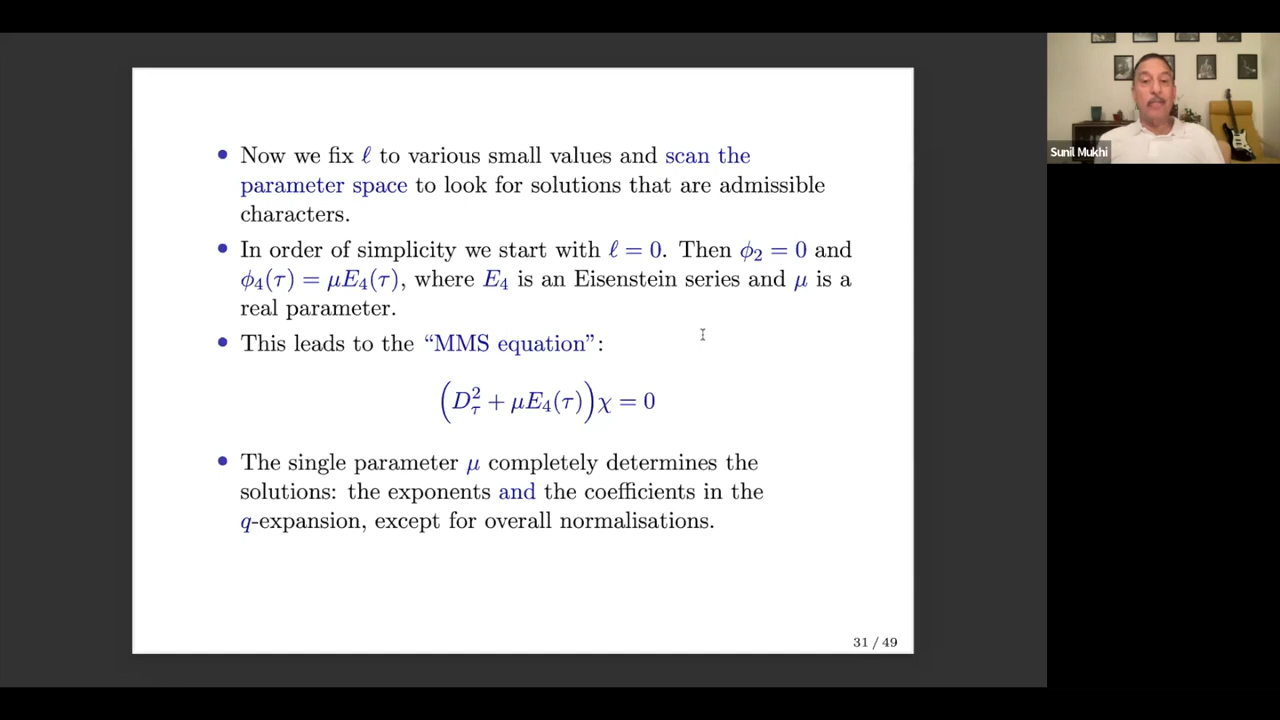 • Now we fix ℓ to various small values and scan the
parameter space to look for solutions that are admissible
characters.
• In order of simplicity we start with ℓ = 0. Then ϕ₂ = 0 and
ϕ₄(τ) = μE₄(τ), where E₄ is an Eisenstein series and μ is a
real parameter.
• This leads to the “MMS equation”:
(D²_τ + μE₄(τ))χ = 0
• The single parameter μ completely determines the
solutions: the exponents and the coefficients in the
q-expansion, except for overall normalisations.
31 / 49
Sunil Mukhi